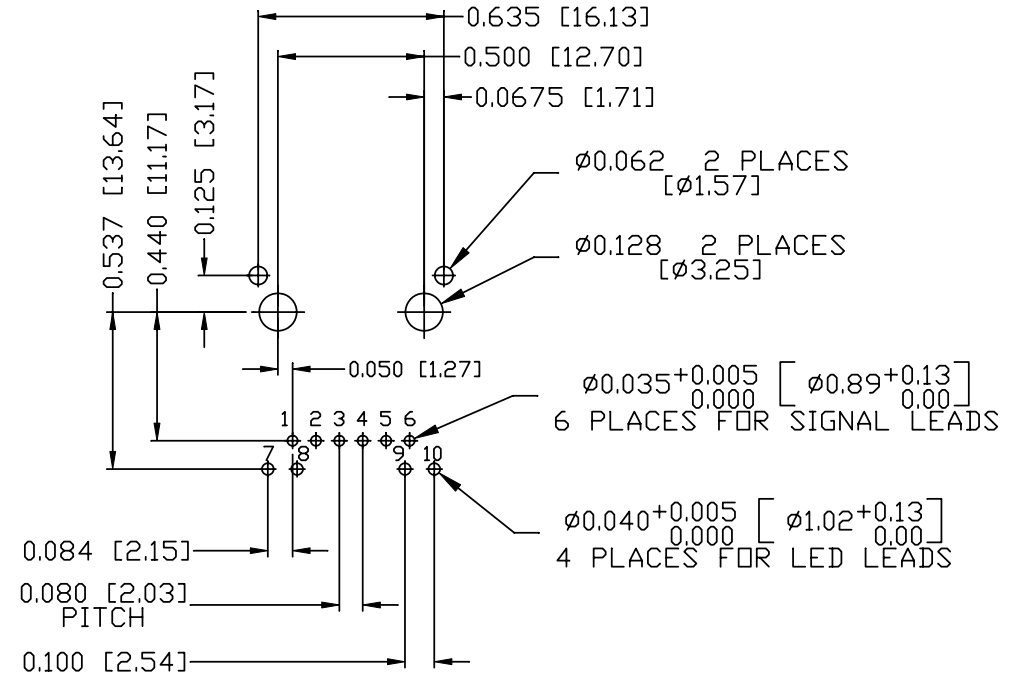 0.635 [16.13]
0.500 [12.70]
0.0675 [1.71]
0.537 [13.64]
0.440 [11.17]
0.125 [3.17]
Ø0.062 2 PLACES
[Ø1.57]
Ø0.128 2 PLACES
[Ø3.25]
0.050 [1.27]
Ø0.035+0.005 [Ø0.89+0.13]
0.000 0.00
6 PLACES FOR SIGNAL LEADS
1 2 3 4 5 6
7 8 9 10
Ø0.040+0.005 [Ø1.02+0.13]
0.000 0.00
4 PLACES FOR LED LEADS
0.084 [2.15]
0.080 [2.03]
PITCH
0.100 [2.54]